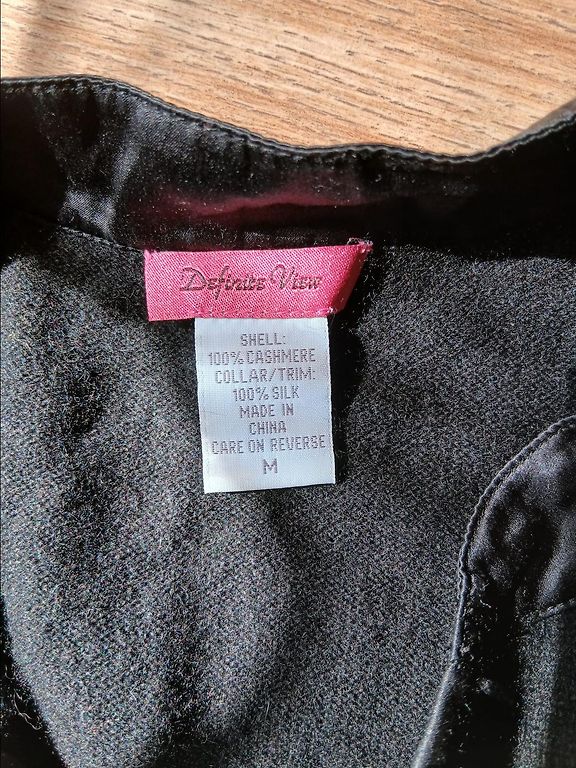 Definite View
SHELL:
100% CASHMERE
COLLAR/TRIM:
100% SILK
MADE IN
CHINA
CARE ON REVERSE
M